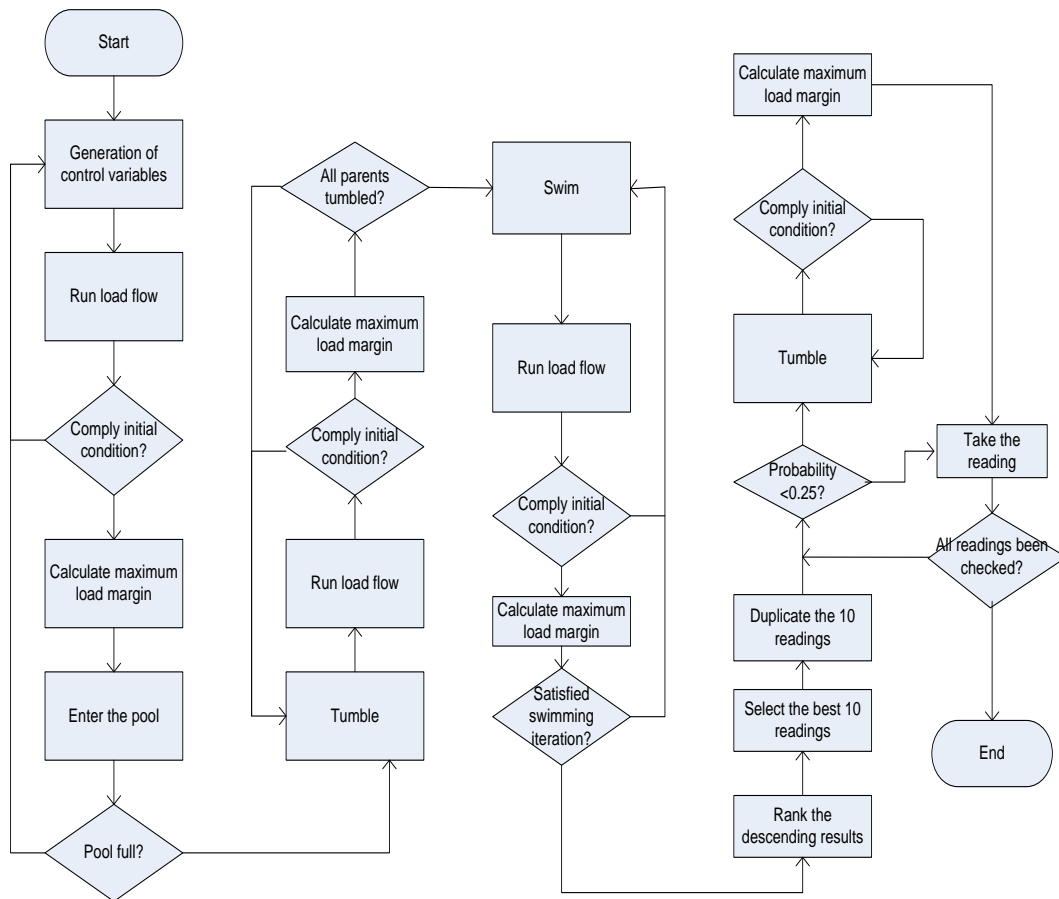 Start
Generation of
control variables
Run load flow
Comply initial
condition?
Calculate maximum
load margin
Enter the pool
Pool full?
All parents
tumbled?
Calculate maximum
load margin
Comply initial
condition?
Run load flow
Tumble
Swim
Run load flow
Comply initial
condition?
Calculate maximum
load margin
Satisfied
swimming
iteration?
Calculate maximum
load margin
Comply initial
condition?
Tumble
Probability
<0.25?
Duplicate the 10
readings
Select the best 10
readings
Rank the
descending results
Take the
reading
All readings been
checked?
End